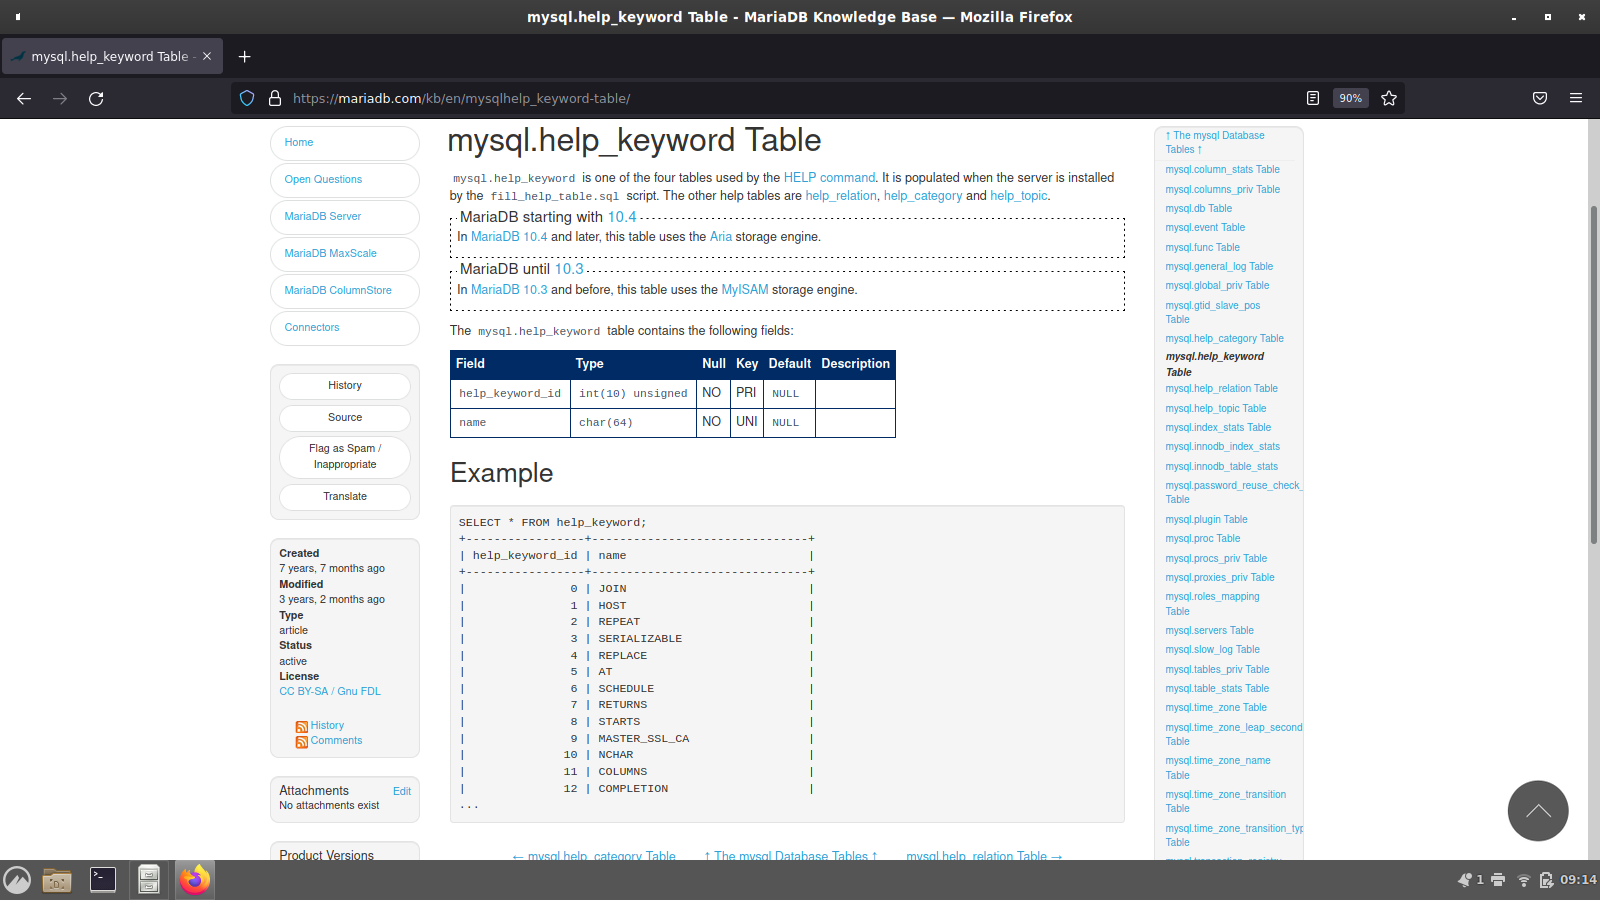 mysql.help_keyword Table - MariaDB Knowledge Base — Mozilla Firefox
mysql.help_keyword Table -
https://mariadb.com/kb/en/mysqlhelp_keyword-table/
90%
Home
Open Questions
MariaDB Server
MariaDB MaxScale
MariaDB ColumnStore
Connectors
History
Source
Flag as Spam /
Inappropriate
Translate
Created
7 years, 7 months ago
Modified
3 years, 2 months ago
Type
article
Status
active
License
CC BY-SA / Gnu FDL
History
Comments
Attachments Edit
No attachments exist
Product Versions
mysql.help_keyword Table
mysql.help_keyword is one of the four tables used by the HELP command. It is populated when the server is installed
by the fill_help_table.sql script. The other help tables are help_relation, help_category and help_topic.
MariaDB starting with 10.4
In MariaDB 10.4 and later, this table uses the Aria storage engine.
MariaDB until 10.3
In MariaDB 10.3 and before, this table uses the MyISAM storage engine.
The mysql.help_keyword table contains the following fields:
Field Type Null Key Default Description
help_keyword_id int(10) unsigned NO PRI NULL
name char(64) NO UNI NULL
Example
SELECT * FROM help_keyword;
+-----------------+-------------------------------+
| help_keyword_id | name |
+-----------------+-------------------------------+
| 0 | JOIN |
| 1 | HOST |
| 2 | REPEAT |
| 3 | SERIALIZABLE |
| 4 | REPLACE |
| 5 | AT |
| 6 | SCHEDULE |
| 7 | RETURNS |
| 8 | STARTS |
| 9 | MASTER_SSL_CA |
| 10 | NCHAR |
| 11 | COLUMNS |
| 12 | COMPLETION |
...
← mysql.help_category Table ↑ The mysql Database Tables ↑ mysql.help_relation Table →
↑ The mysql Database
Tables ↑
mysql.column_stats Table
mysql.columns_priv Table
mysql.db Table
mysql.event Table
mysql.func Table
mysql.general_log Table
mysql.global_priv Table
mysql.gtid_slave_pos
Table
mysql.help_category Table
mysql.help_keyword
Table
mysql.help_relation Table
mysql.help_topic Table
mysql.index_stats Table
mysql.innodb_index_stats
mysql.innodb_table_stats
mysql.password_reuse_check_
Table
mysql.plugin Table
mysql.proc Table
mysql.procs_priv Table
mysql.proxies_priv Table
mysql.roles_mapping
Table
mysql.servers Table
mysql.slow_log Table
mysql.tables_priv Table
mysql.table_stats Table
mysql.time_zone Table
mysql.time_zone_leap_second
Table
mysql.time_zone_name
Table
mysql.time_zone_transition
Table
mysql.time_zone_transition_typ
Table
mysql.transaction_registry
1
09:14